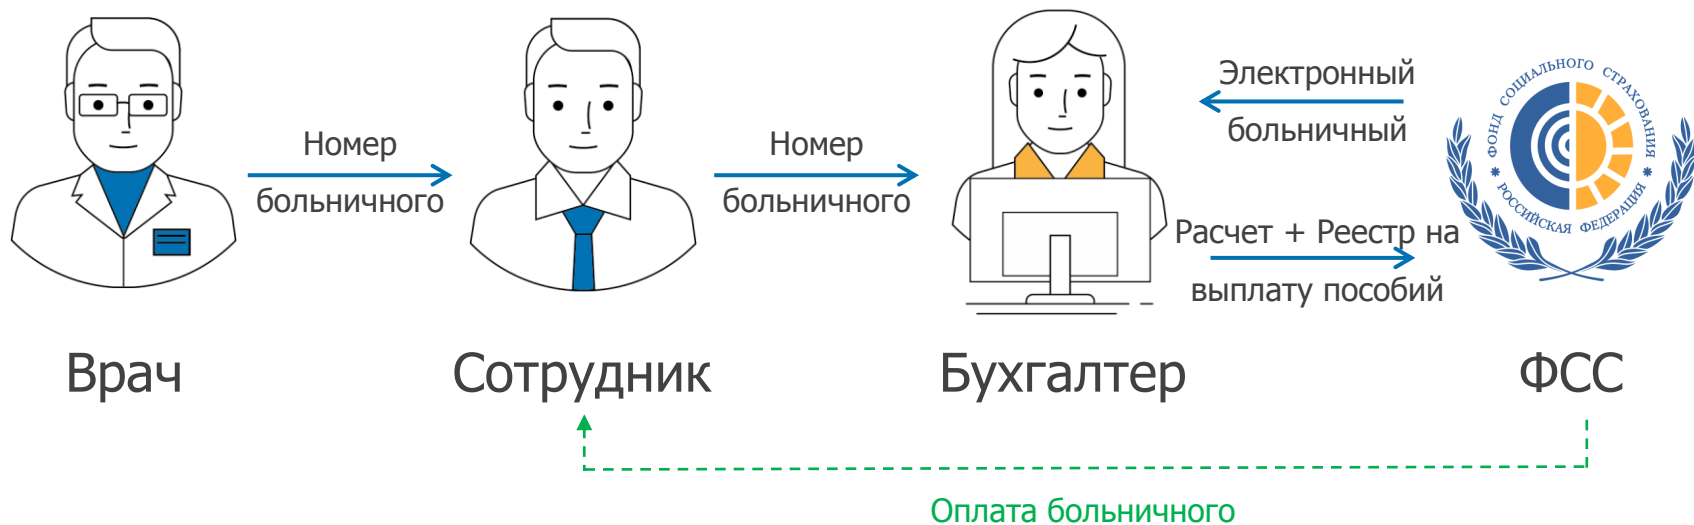 Номер
больничного
Номер
больничного
Электронный
больничный
Расчет + Реестр на
выплату пособий
ФОНД СОЦИАЛЬНОГО СТРАХОВАНИЯ
* РОССИЙСКАЯ ФЕДЕРАЦИЯ *
Врач
Сотрудник
Бухгалтер
ФСС
Оплата больничного